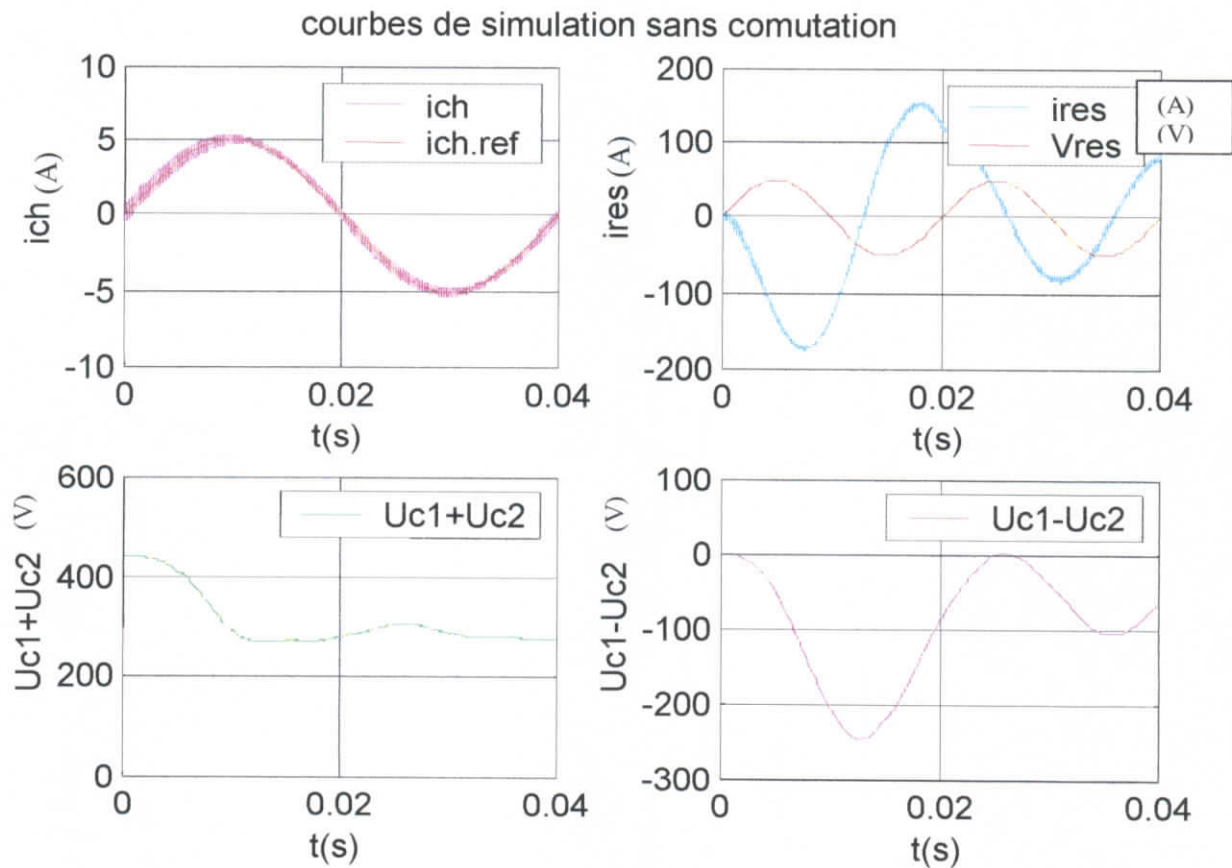 courbes de simulation sans comutation
10
5
0
-5
-10
ich (A)
ich
ich.ref
0
0.02
0.04
t(s)
200
100
0
-100
-200
ires (A)
ires (A)
Vres (V)
0
0.02
0.04
t(s)
600
400
200
0
Uc1+Uc2 (V)
Uc1+Uc2
0
0.02
0.04
t(s)
100
0
-100
-200
-300
Uc1-Uc2 (V)
Uc1-Uc2
0
0.02
0.04
t(s)